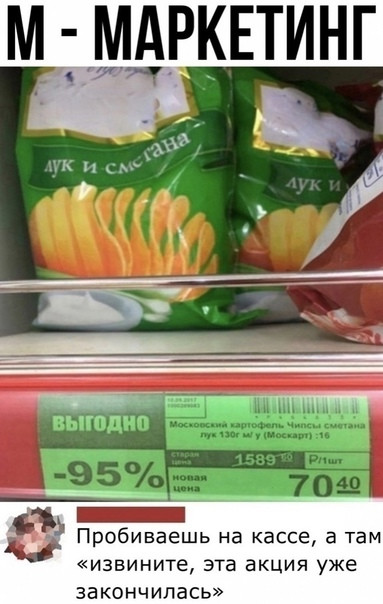 М - МАРКЕТИНГ
лук и сметана
лук и
выгодно
Московский картофель Чипсы сметана
лук 130г м/ у (Москарт) :16
-95%
старая
цена
1589 60
Р/1шт
новая
цена
70 40
Пробиваешь на кассе, а там
«извините, эта акция уже
закончилась»